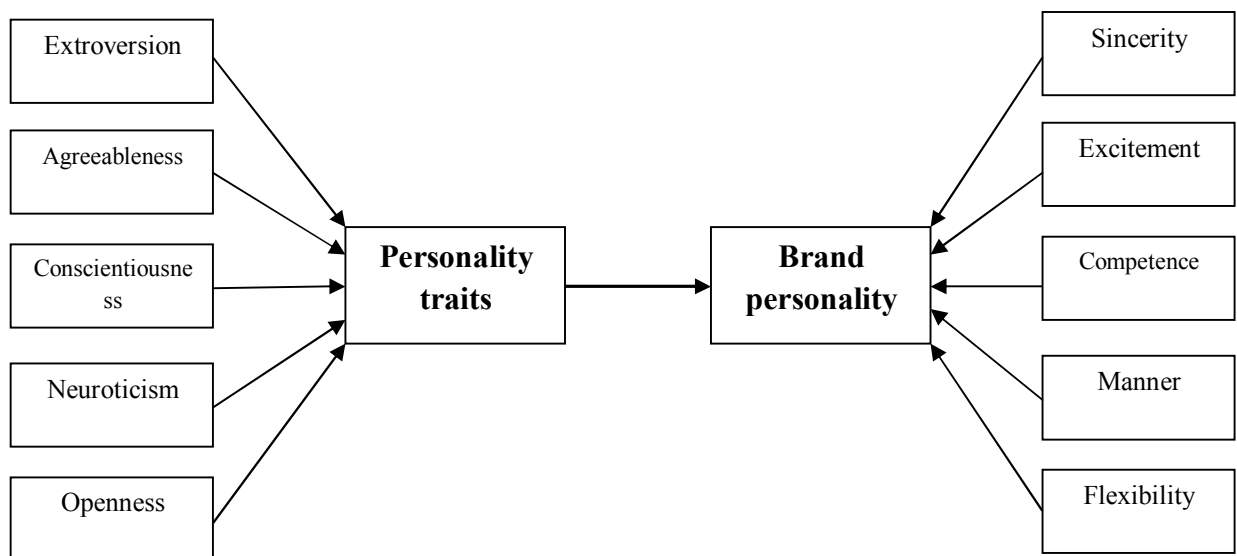 Extroversion
Agreeableness
Conscientiousne
ss
Neuroticism
Openness
Personality
traits
Brand
personality
Sincerity
Excitement
Competence
Manner
Flexibility